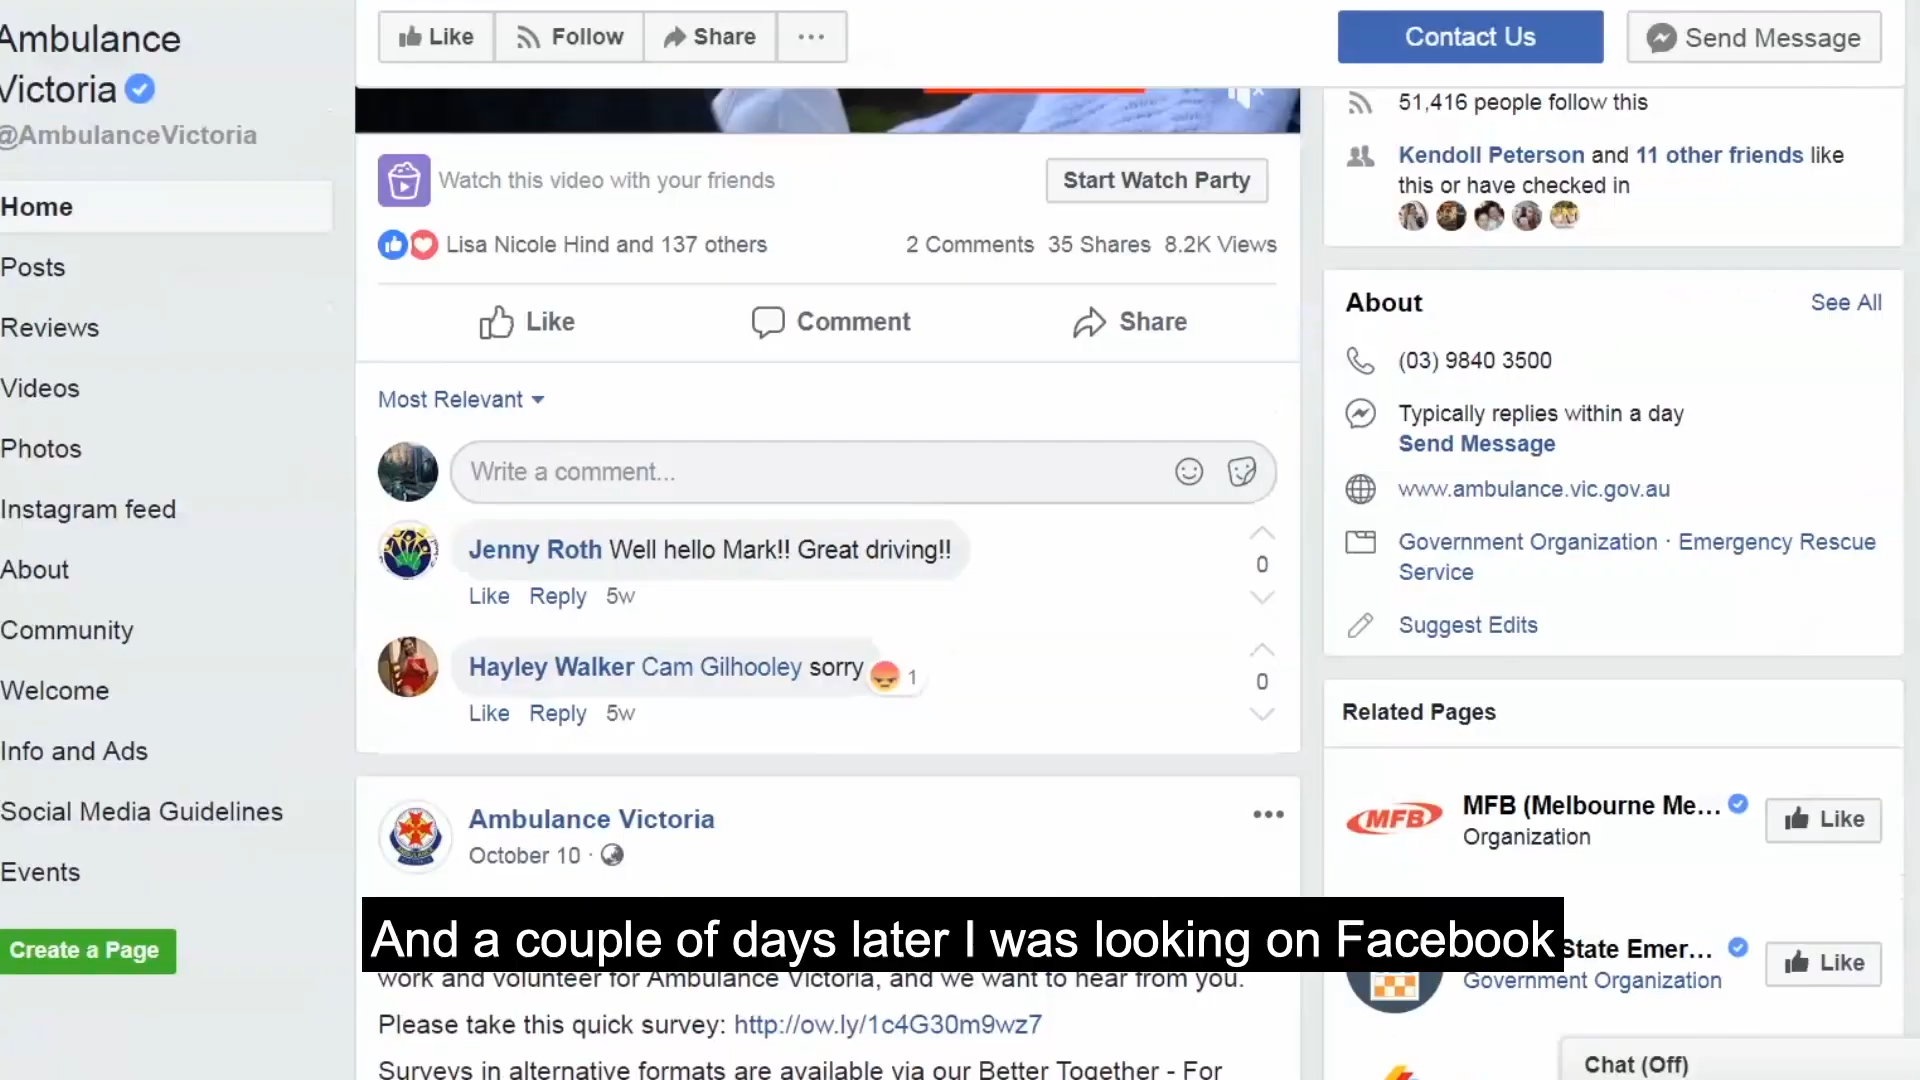 Ambulance
Victoria
@AmbulanceVictoria
Home
Posts
Reviews
Videos
Photos
Instagram feed
About
Community
Welcome
Info and Ads
Social Media Guidelines
Events
Create a Page
Like
Follow
Share
Contact Us
Send Message
Watch this video with your friends
Start Watch Party
Lisa Nicole Hind and 137 others
2 Comments 35 Shares 8.2K Views
Like
Comment
Share
Most Relevant
Write a comment...
Jenny Roth Well hello Mark!! Great driving!!
Like Reply 5w
0
Hayley Walker Cam Gilhooley sorry
1
Like Reply 5w
0
Ambulance Victoria
October 10 ·
And a couple of days later I was looking on Facebook
work and volunteer for Ambulance Victoria, and we want to hear from you.
Please take this quick survey: http://ow.ly/1c4G30m9wz7
Surveys in alternative formats are available via our Better Together - For
51,416 people follow this
Kendoll Peterson and 11 other friends like
this or have checked in
About
See All
(03) 9840 3500
Typically replies within a day
Send Message
www.ambulance.vic.gov.au
Government Organization · Emergency Rescue
Service
Suggest Edits
Related Pages
MFB
MFB (Melbourne Me...
Organization
Like
State Emer...
Government Organization
Like
Chat (Off)